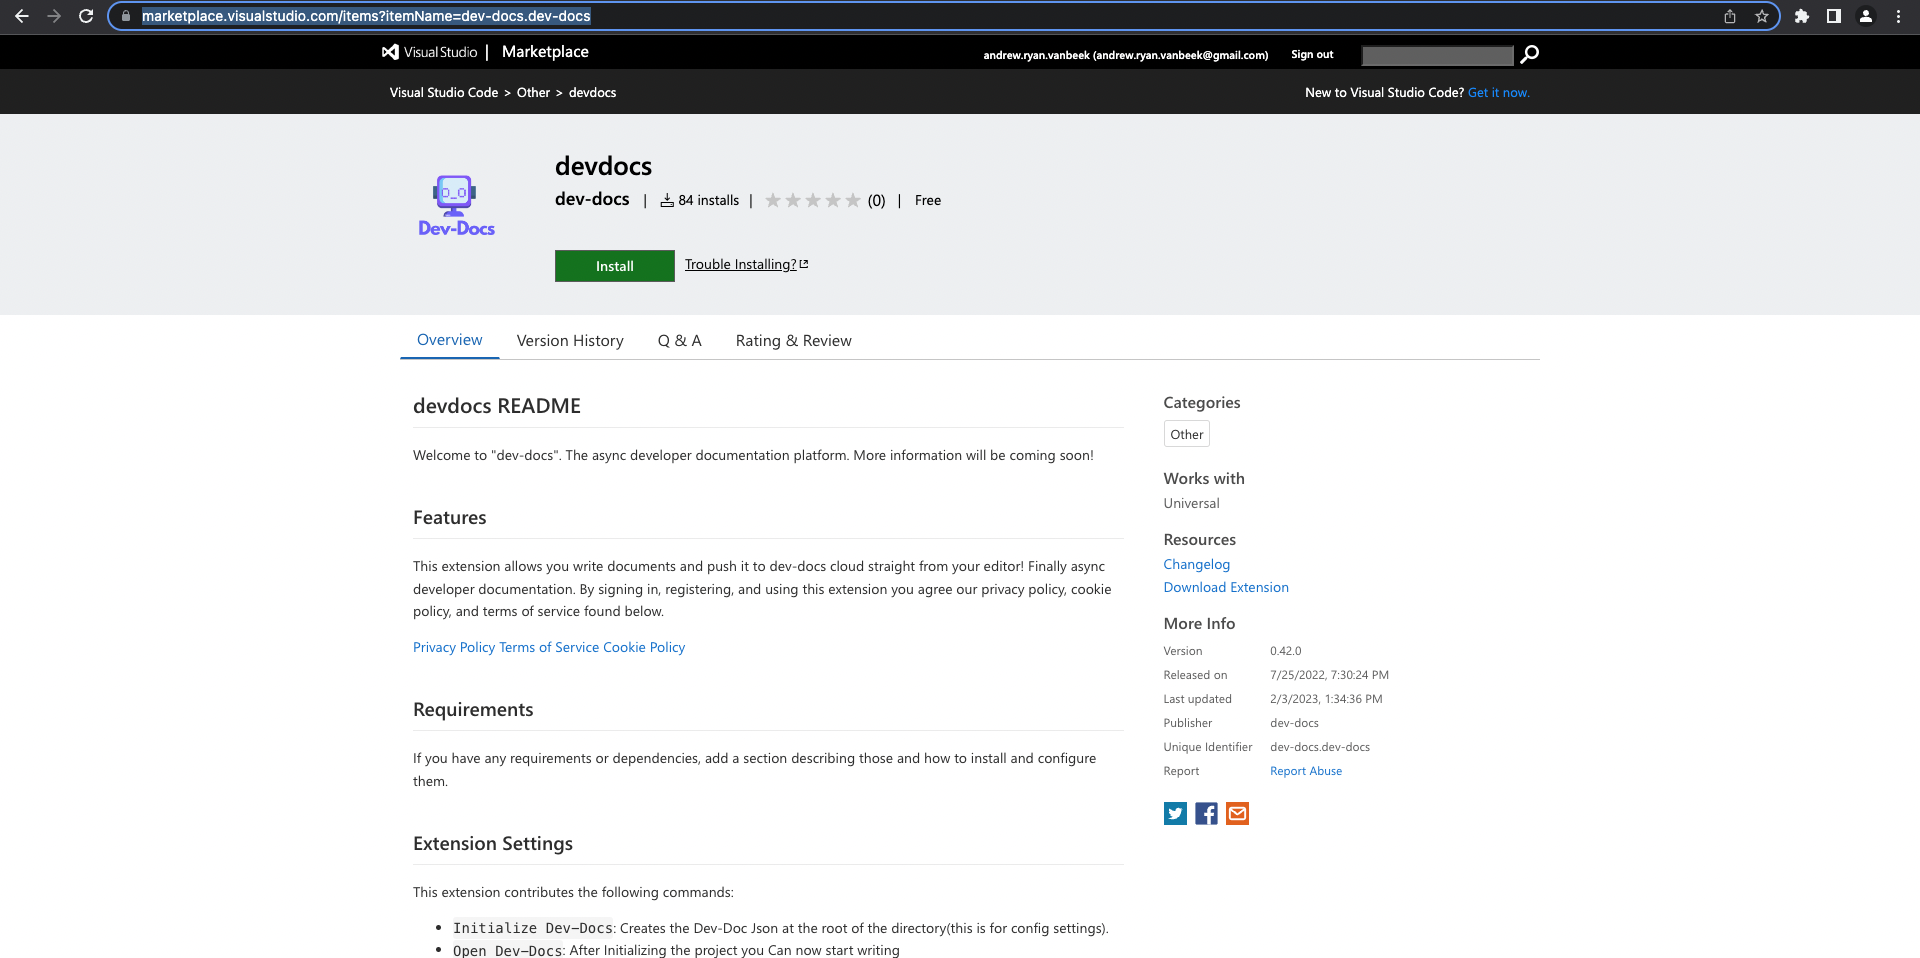 marketplace.visualstudio.com/items?itemName=dev-docs.dev-docs
Visual Studio | Marketplace
andrew.ryan.vanbeek (andrew.ryan.vanbeek@gmail.com) Sign out
Visual Studio Code > Other > devdocs
New to Visual Studio Code? Get it now.
Dev-Docs
devdocs
dev-docs | 84 installs | (0) | Free
Install Trouble Installing?
Overview Version History Q & A Rating & Review
devdocs README
Welcome to "dev-docs". The async developer documentation platform. More information will be coming soon!
Features
This extension allows you write documents and push it to dev-docs cloud straight from your editor! Finally async
developer documentation. By signing in, registering, and using this extension you agree our privacy policy, cookie
policy, and terms of service found below.
Privacy Policy Terms of Service Cookie Policy
Requirements
If you have any requirements or dependencies, add a section describing those and how to install and configure
them.
Extension Settings
This extension contributes the following commands:
• Initialize Dev-Docs: Creates the Dev-Doc Json at the root of the directory(this is for config settings).
• Open Dev-Docs: After Initializing the project you Can now start writing
Categories
Other
Works with
Universal
Resources
Changelog
Download Extension
More Info
Version 0.42.0
Released on 7/25/2022, 7:30:24 PM
Last updated 2/3/2023, 1:34:36 PM
Publisher dev-docs
Unique Identifier dev-docs.dev-docs
Report Report Abuse